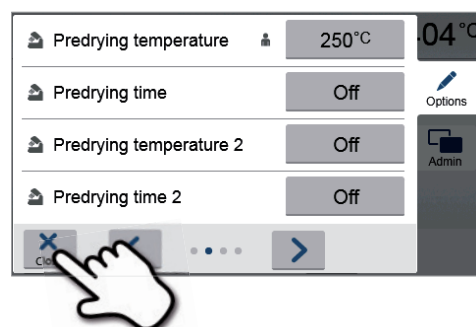 Predrying temperature 250°C
04°C
Predrying time Off
Options
Predrying temperature 2 Off
Admin
Predrying time 2 Off